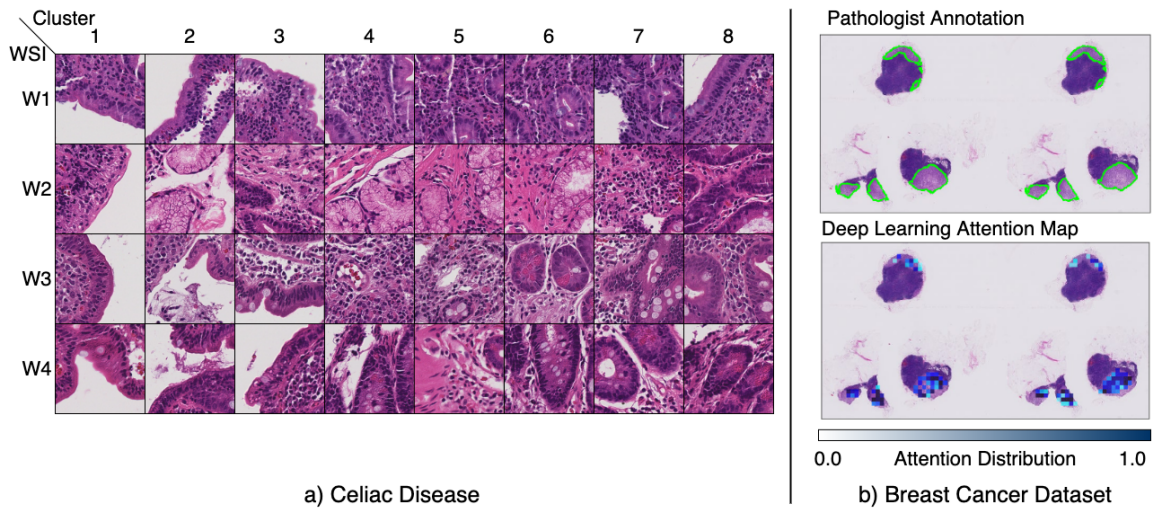 Cluster
1 2 3 4 5 6 7 8
WSI
W1
W2
W3
W4
a) Celiac Disease
Pathologist Annotation
Deep Learning Attention Map
0.0 Attention Distribution 1.0
b) Breast Cancer Dataset